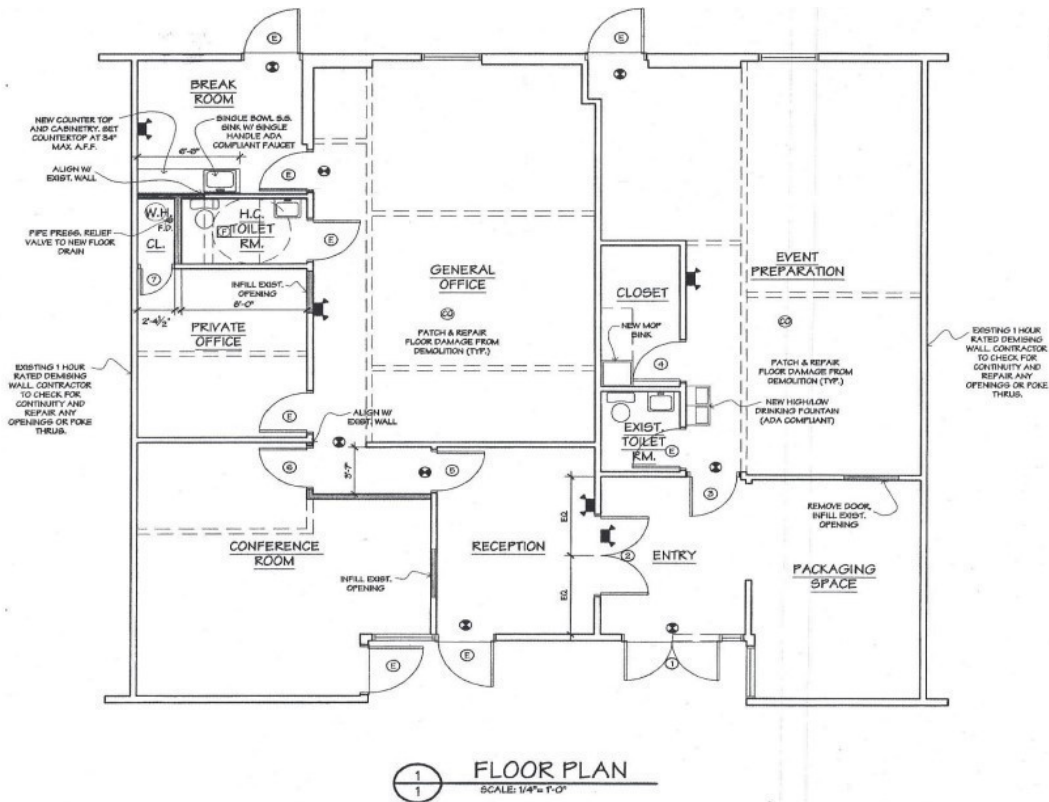 E
E
BREAK
ROOM
NEW COUNTER TOP
AND CABINETRY. SET
COUNTERTOP AT 34"
MAX. A.F.F.
SINGLE BOWL S.S.
SINK W/ SINGLE
HANDLE ADA
COMPLIANT FAUCET
ALIGN W/
EXIST. WALL
E
W.H.
F.D.
CL.
H.C.
TOILET
RM.
F
E
PIPE PRESS. RELIEF
VALVE TO NEW FLOOR
DRAIN
7
INFILL EXIST.
OPENING
2'-4½"
PRIVATE
OFFICE
GENERAL
OFFICE
CO
PATCH & REPAIR
FLOOR DAMAGE FROM
DEMOLITION (TYP.)
CLOSET
NEW MOP
SINK
4
EVENT
PREPARATION
CO
PATCH & REPAIR
FLOOR DAMAGE FROM
DEMOLITION (TYP.)
EXISTING 1 HOUR
RATED DEMISING
WALL. CONTRACTOR
TO CHECK FOR
CONTINUITY AND
REPAIR ANY
OPENINGS OR POKE
THRUS.
EXISTING 1 HOUR
RATED DEMISING
WALL. CONTRACTOR
TO CHECK FOR
CONTINUITY AND
REPAIR ANY
OPENINGS OR POKE
THRUS.
NEW HIGH/LOW
DRINKING FOUNTAIN
(ADA COMPLIANT)
E
ALIGN W/
EXIST. WALL
EXIST.
TOILET
RM.
E
6
5
3
REMOVE DOOR,
INFILL EXIST.
OPENING
EQ
EQ
CONFERENCE
ROOM
INFILL EXIST.
OPENING
RECEPTION
2
ENTRY
PACKAGING
SPACE
E
E
1
1
1
FLOOR PLAN
SCALE: 1/4"= 1'-0"